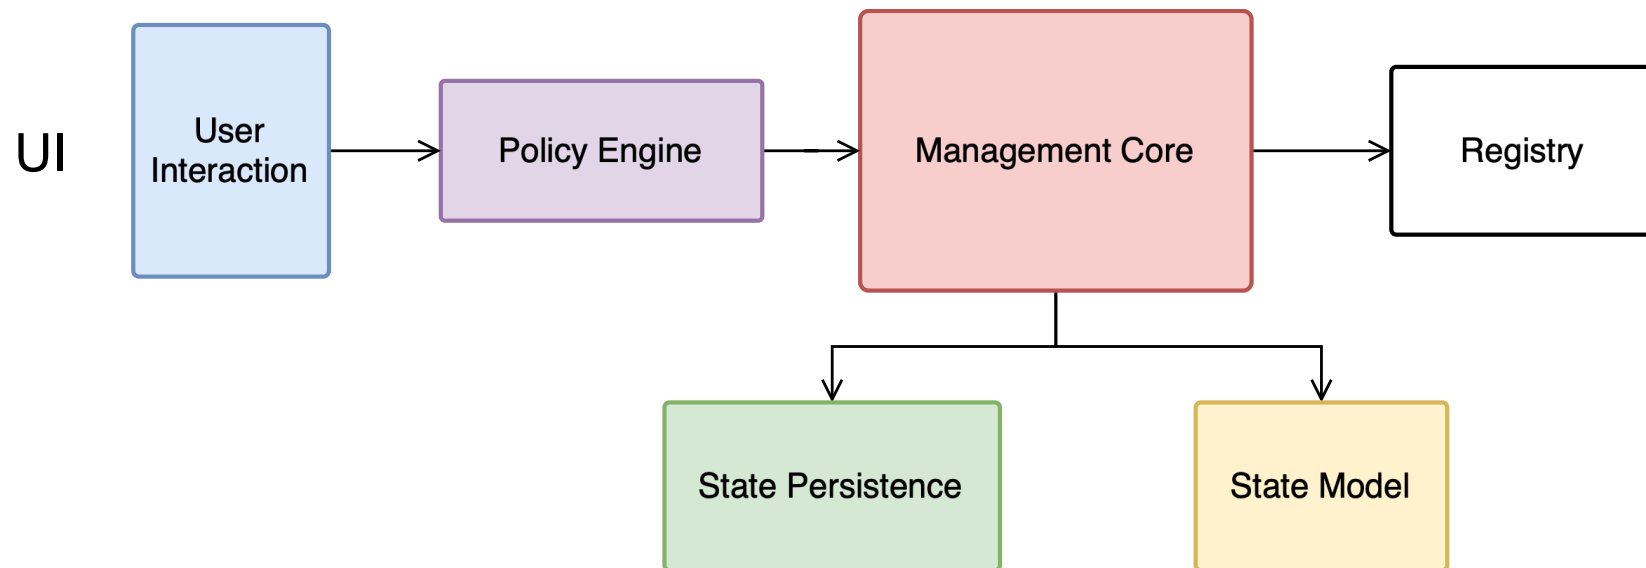 UI
User
Interaction
Policy Engine
Management Core
Registry
State Persistence
State Model